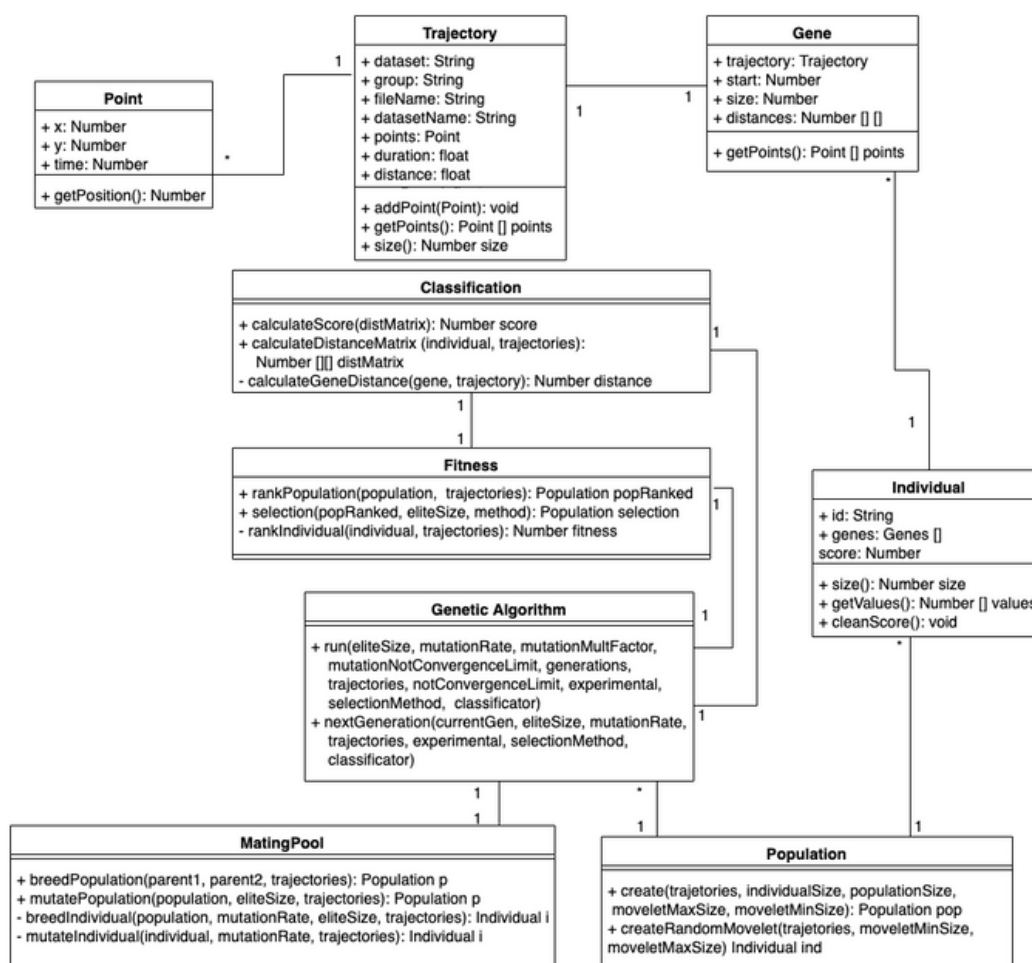 Trajectory
+ dataset: String
+ group: String
+ fileName: String
+ datasetName: String
+ points: Point
+ duration: float
+ distance: float
+ addPoint(Point): void
+ getPoints(): Point [] points
+ size(): Number size
Gene
+ trajectory: Trajectory
+ start: Number
+ size: Number
+ distances: Number [] []
+ getPoints(): Point [] points
1
1
1
Point
+ x: Number
+ y: Number
+ time: Number
+ getPosition(): Number
*
*
Classification
+ calculateScore(distMatrix): Number score
+ calculateDistanceMatrix (individual, trajectories):
Number [][] distMatrix
- calculateGeneDistance(gene, trajectory): Number distance
1
1
1
Fitness
+ rankPopulation(population, trajectories): Population popRanked
+ selection(popRanked, eliteSize, method): Population selection
- rankIndividual(individual, trajectories): Number fitness
1
1
Individual
+ id: String
+ genes: Genes []
score: Number
+ size(): Number size
+ getValues(): Number [] values
+ cleanScore(): void
*
Genetic Algorithm
+ run(eliteSize, mutationRate, mutationMultFactor,
mutationNotConvergenceLimit, generations,
trajectories, notConvergenceLimit, experimental,
selectionMethod, classificator)
+ nextGeneration(currentGen, eliteSize, mutationRate,
trajectories, experimental, selectionMethod,
classificator)
1
1
1
*
1
1
1
MatingPool
+ breedPopulation(parent1, parent2, trajectories): Population p
+ mutatePopulation(population, eliteSize, trajectories): Population p
- breedIndividual(population, mutationRate, eliteSize, trajectories): Individual i
- mutateIndividual(individual, mutationRate, trajectories): Individual i
Population
+ create(trajetories, individualSize, populationSize,
moveletMaxSize, moveletMinSize): Population pop
+ createRandomMovelet(trajetories, moveletMinSize,
moveletMaxSize) Individual ind